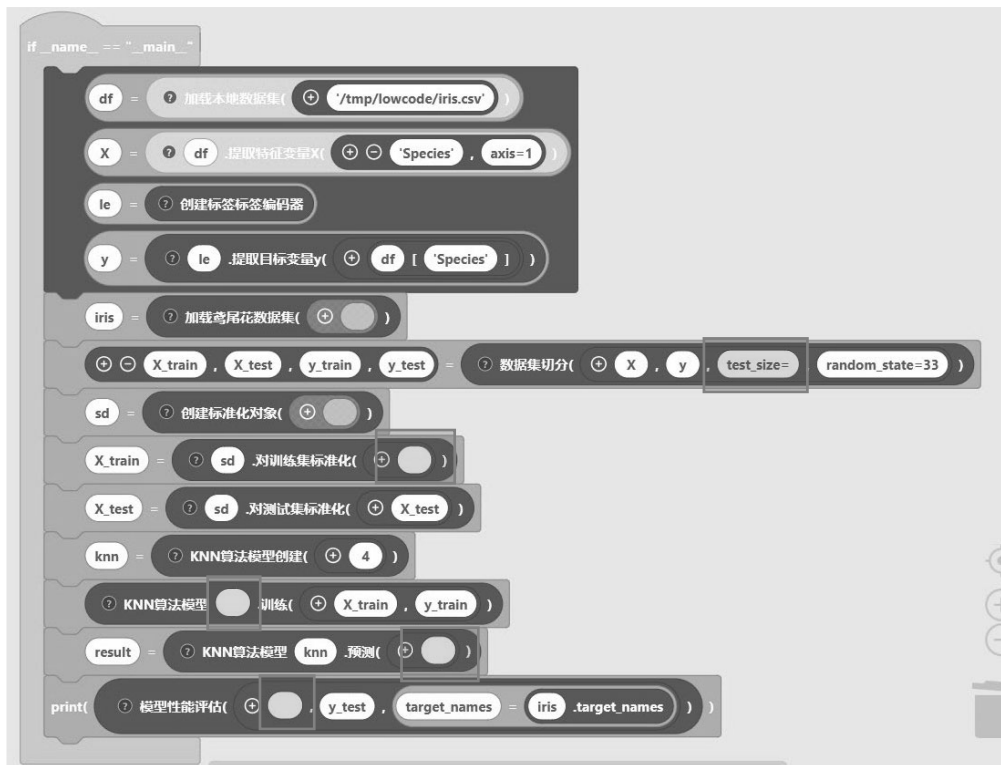 if __name__ == "__main__"
df = ? 加载本地数据集( + '/tmp/lowcode/iris.csv' )
X = ? df .提取特征变量X( + - 'Species' , axis=1 )
le = ? 创建标签标签编码器
y = ? le .提取目标变量y( + df [ 'Species' ] )
iris = ? 加载鸢尾花数据集( + )
+ - X_train , X_test , y_train , y_test = ? 数据集切分( + X , y , test_size= , random_state=33 )
sd = ? 创建标准化对象( + )
X_train = ? sd .对训练集标准化( + )
X_test = ? sd .对测试集标准化( + X_test )
knn = ? KNN算法模型创建( + 4 )
? KNN算法模型 .训练( + X_train , y_train )
result = ? KNN算法模型 knn .预测( + )
print( ? 模型性能评估( + , y_test , target_names = iris .target_names ) )